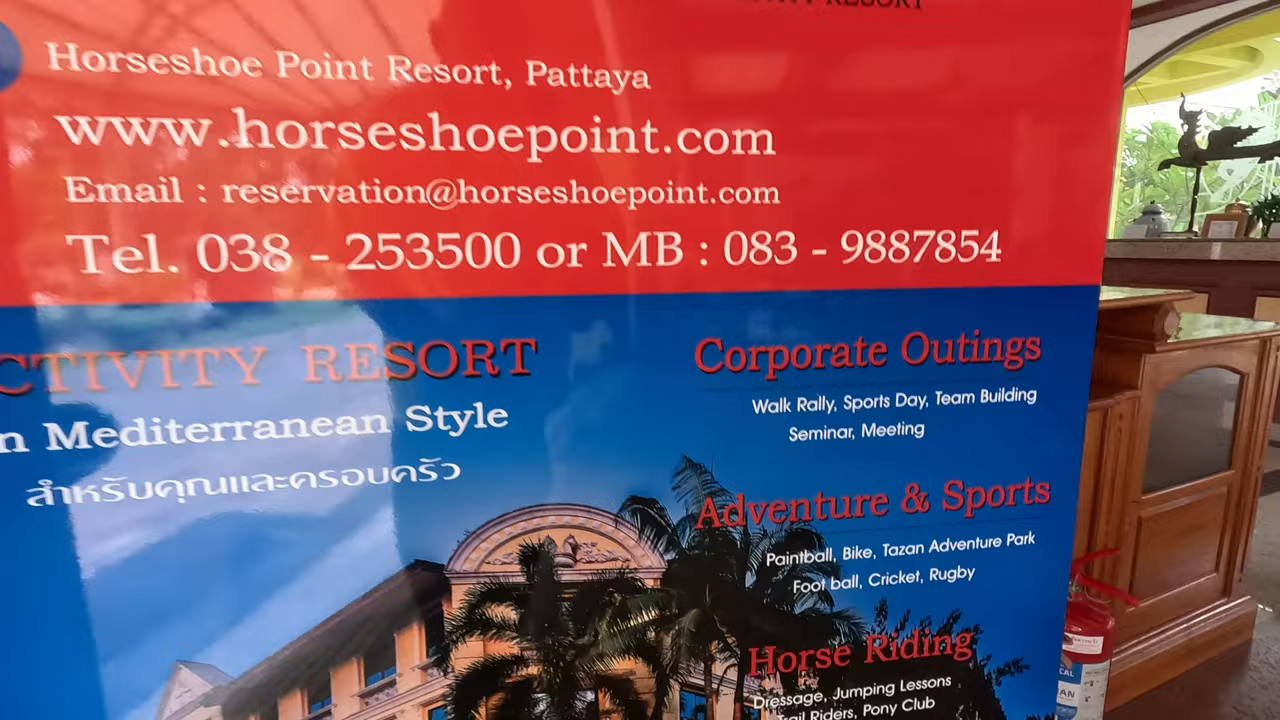 RESORT
Horseshoe Point Resort, Pattaya
www.horseshoepoint.com
Email : reservation@horseshoepoint.com
Tel. 038 - 253500 or MB : 083 - 9887854
CTIVITY RESORT
n Mediterranean Style
สำหรับคุณและครอบครัว
Corporate Outings
Walk Rally, Sports Day, Team Building
Seminar, Meeting
Adventure & Sports
Paintball, Bike, Tazan Adventure Park
Foot ball, Cricket, Rugby
Horse Riding
Dressage, Jumping Lessons
Trail Riders, Pony Club